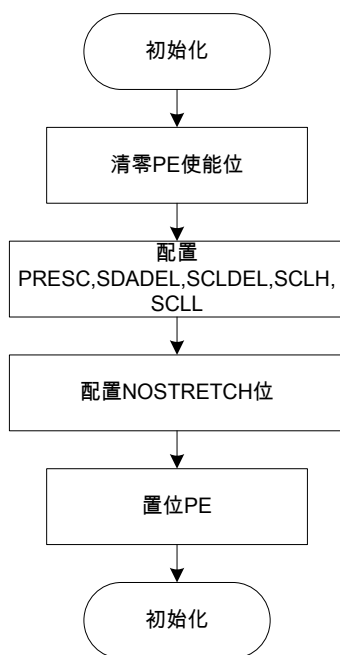 初始化
清零PE使能位
配置
PRESC,SDADEL,SCLDEL,SCLH,
SCLL
配置NOSTRETCH位
置位PE
初始化